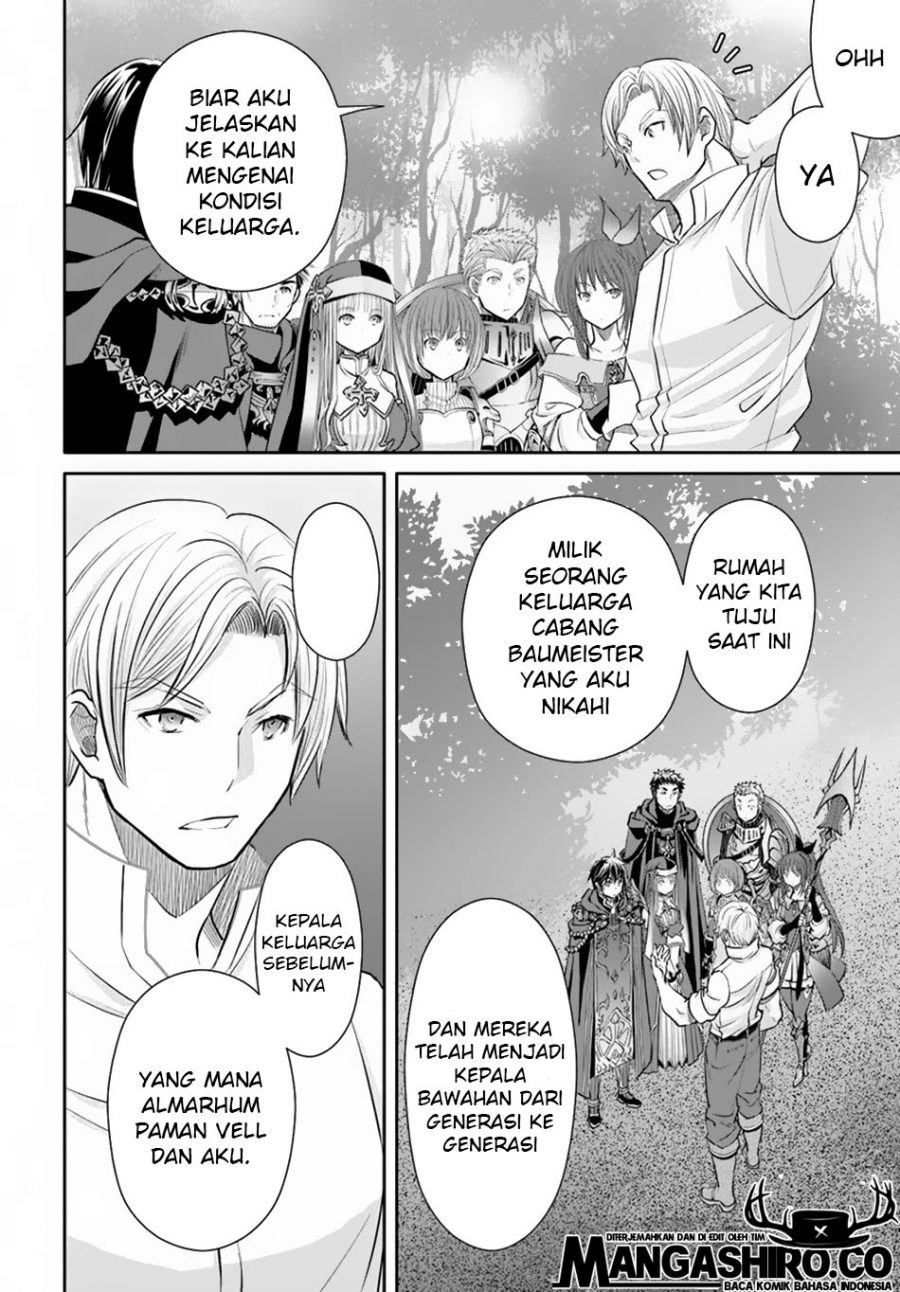 OHH
YA
BIAR AKU
JELASKAN
KE KALIAN
MENGENAI
KONDISI
KELUARGA.
RUMAH
YANG KITA
TUJU
SAAT INI
MILIK
SEORANG
KELUARGA
CABANG
BAUMEISTER
YANG AKU
NIKAHI
DAN MEREKA
TELAH MENJADI
KEPALA
BAWAHAN DARI
GENERASI KE
GENERASI
KEPALA
KELUARGA
SEBELUM-
NYA
YANG MANA
ALMARHUM
PAMAN VELL
DAN AKU.
DITERJEMAHKAN DAN DI EDIT OLEH TIM
MANGASHIRO.CO
BACA KOMIK BAHASA INDONESIA